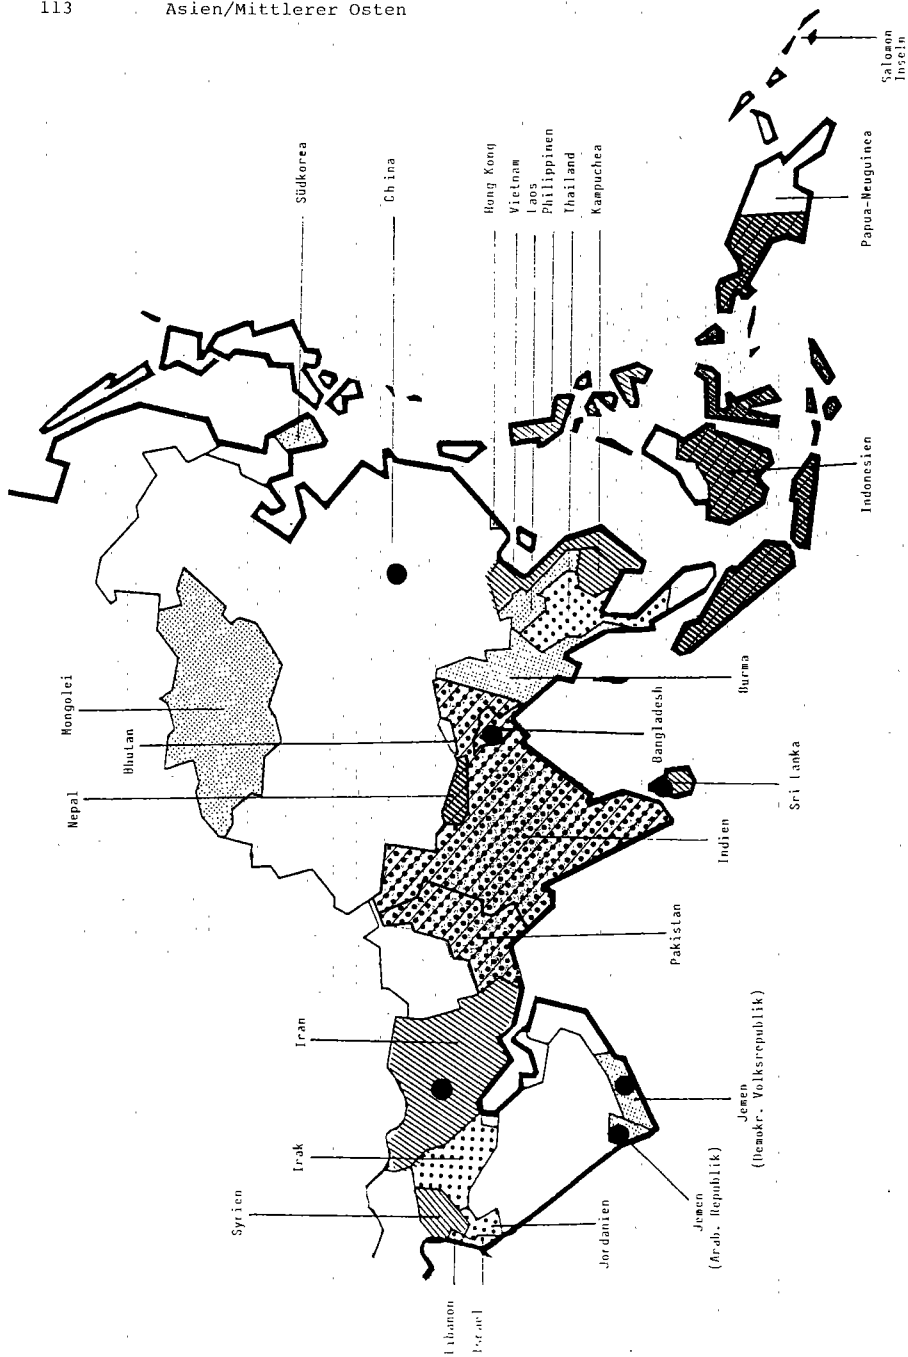 113 Asien/Mittlerer Osten
Salomon
Inseln
Südkorea
China
Hong Kong
Vietnam
Laos
Philippinen
Thailand
Kampuchea
Papua-Neuguinea
Indonesien
Mongolei
Bhutan
Nepal
Burma
Bangladesh
Sri Lanka
Indien
Pakistan
Iran
Irak
Syrien
Jemen
(Demokr. Volksrepublik)
Jemen
(Arab. Republik)
Jordanien
Libanon
Israel